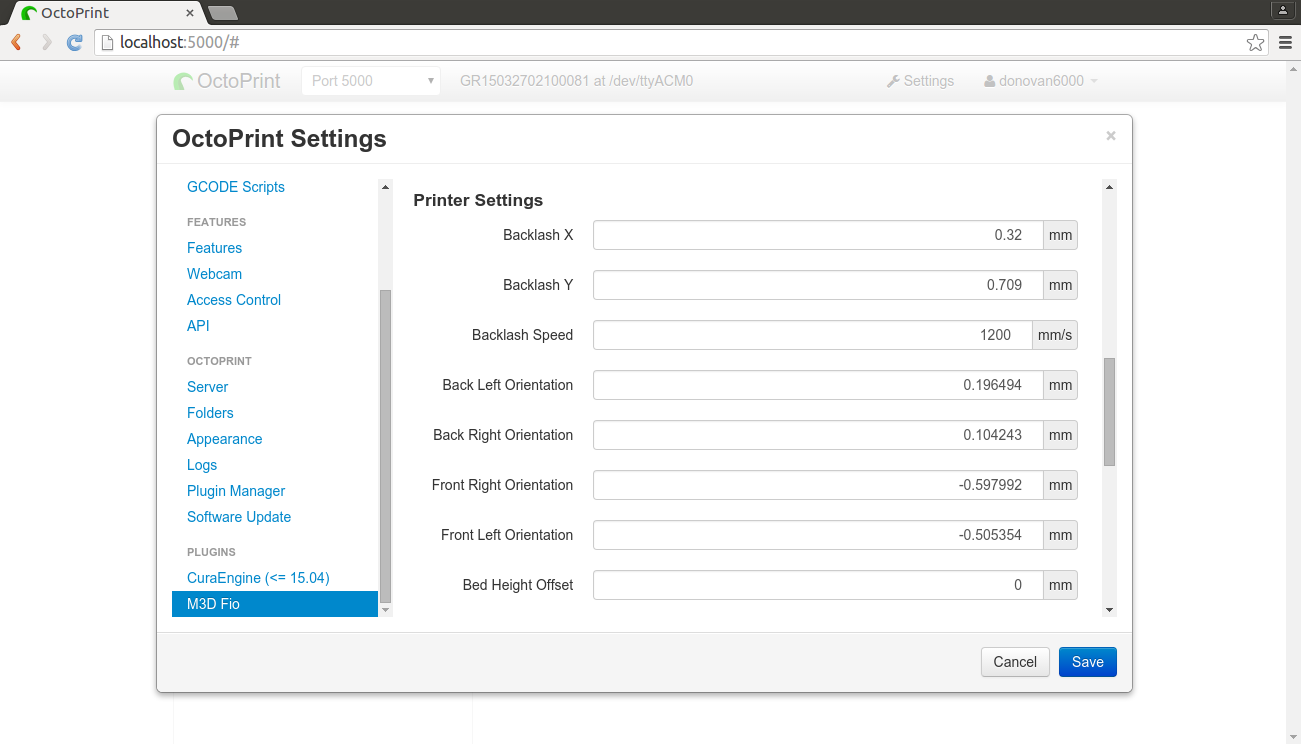 OctoPrint
localhost:5000/#
OctoPrint Port 5000 GR15032702100081 at /dev/ttyACM0 Settings donovan6000
OctoPrint Settings
GCODE Scripts
FEATURES
Features
Webcam
Access Control
API
OCTOPRINT
Server
Folders
Appearance
Logs
Plugin Manager
Software Update
PLUGINS
CuraEngine (<= 15.04)
M3D Fio
Printer Settings
Backlash X 0.32 mm
Backlash Y 0.709 mm
Backlash Speed 1200 mm/s
Back Left Orientation 0.196494 mm
Back Right Orientation 0.104243 mm
Front Right Orientation -0.597992 mm
Front Left Orientation -0.505354 mm
Bed Height Offset 0 mm
Cancel Save